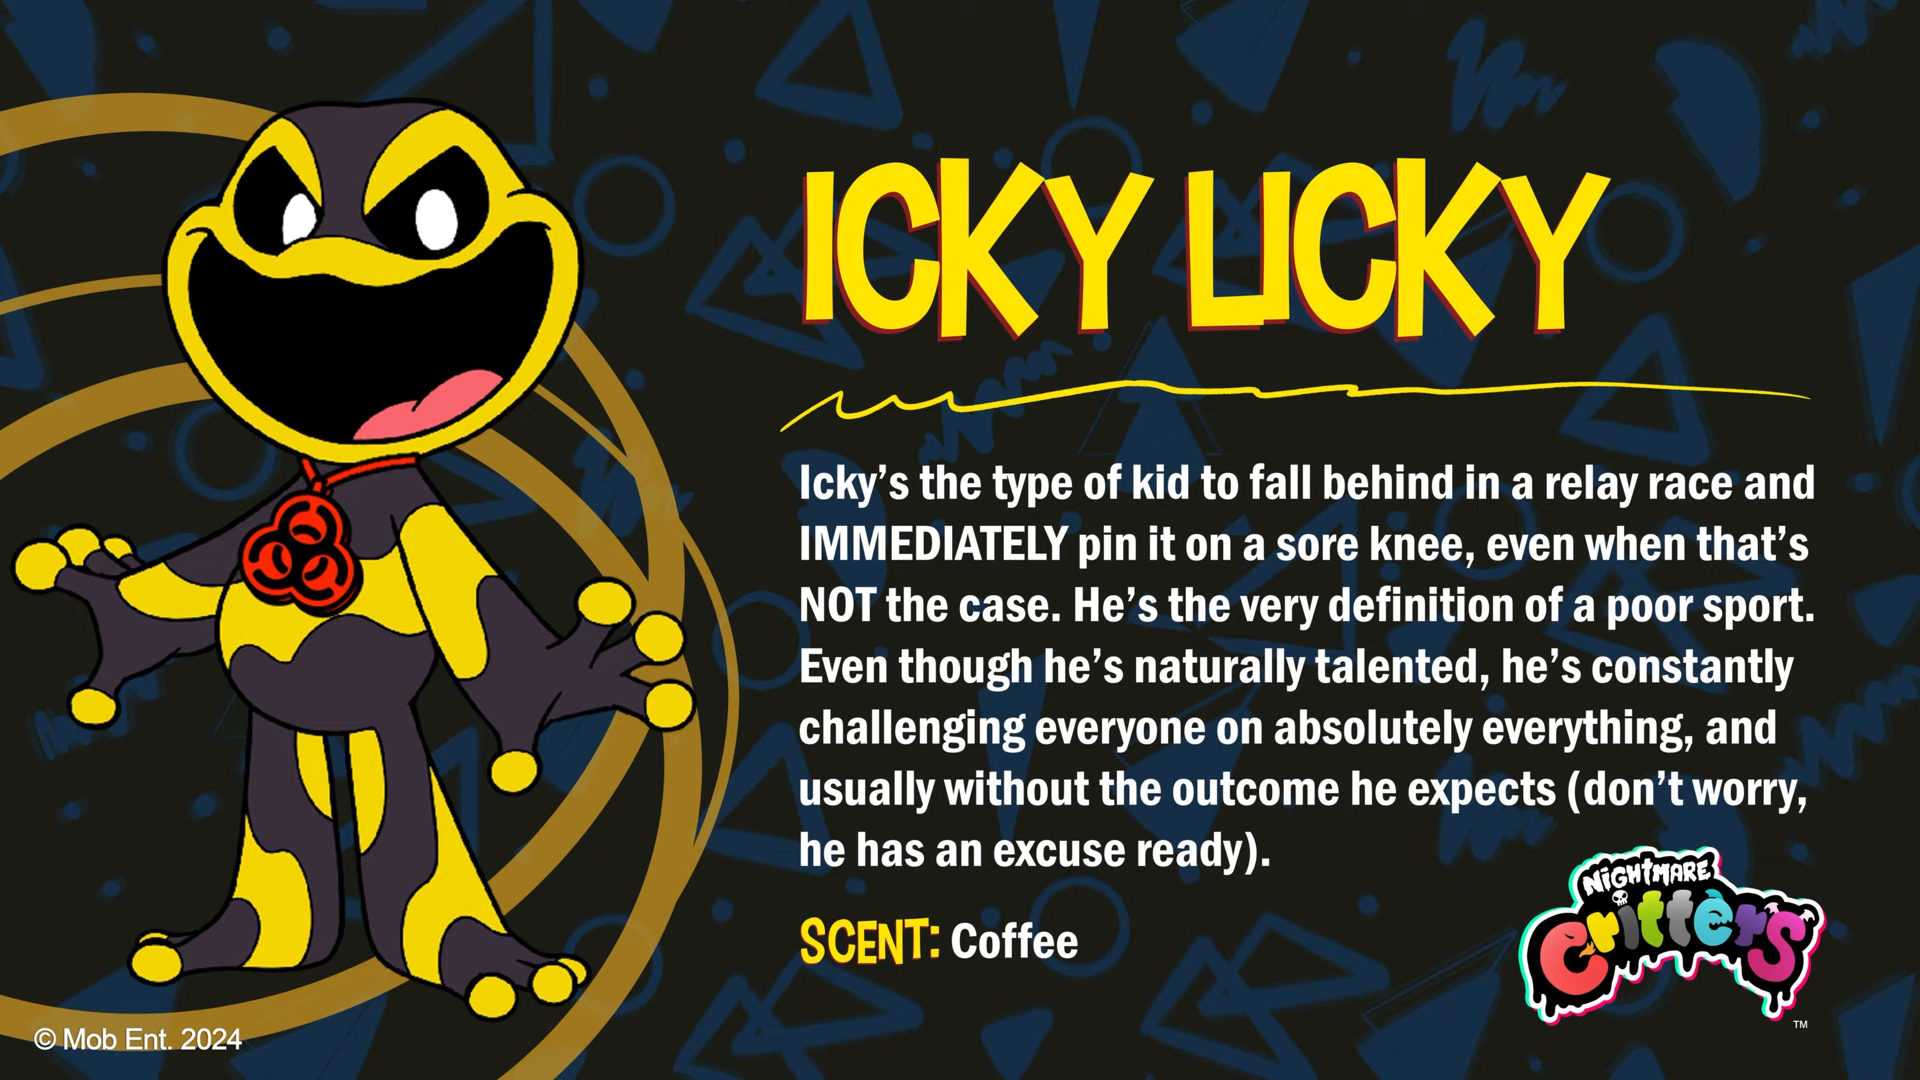 ICKY LICKY
Icky’s the type of kid to fall behind in a relay race and
IMMEDIATELY pin it on a sore knee, even when that’s
NOT the case. He’s the very definition of a poor sport.
Even though he’s naturally talented, he’s constantly
challenging everyone on absolutely everything, and
usually without the outcome he expects (don’t worry,
he has an excuse ready).
SCENT: Coffee
NIGHTMARE
Critters
TM
© Mob Ent. 2024